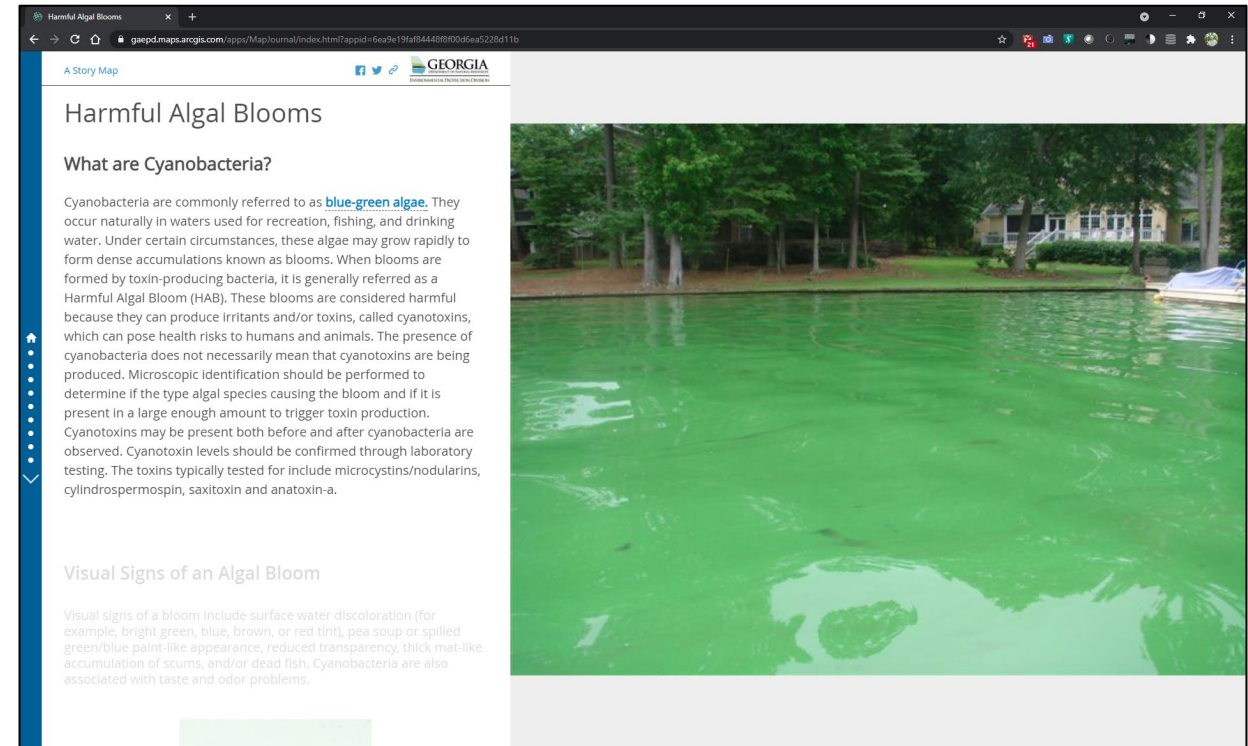 Harmful Algal Blooms
gaepd.maps.arcgis.com/apps/MapJournal/index.html?appid=6ea9e19faf84448f8f00d6ea5228d11b
21
A Story Map
GEORGIA
DEPARTMENT OF NATURAL RESOURCES
ENVIRONMENTAL PROTECTION DIVISION
Harmful Algal Blooms
What are Cyanobacteria?
Cyanobacteria are commonly referred to as blue-green algae. They
occur naturally in waters used for recreation, fishing, and drinking
water. Under certain circumstances, these algae may grow rapidly to
form dense accumulations known as blooms. When blooms are
formed by toxin-producing bacteria, it is generally referred as a
Harmful Algal Bloom (HAB). These blooms are considered harmful
because they can produce irritants and/or toxins, called cyanotoxins,
which can pose health risks to humans and animals. The presence of
cyanobacteria does not necessarily mean that cyanotoxins are being
produced. Microscopic identification should be performed to
determine if the type algal species causing the bloom and if it is
present in a large enough amount to trigger toxin production.
Cyanotoxins may be present both before and after cyanobacteria are
observed. Cyanotoxin levels should be confirmed through laboratory
testing. The toxins typically tested for include microcystins/nodularins,
cylindrospermospin, saxitoxin and anatoxin-a.
Visual Signs of an Algal Bloom
Visual signs of a bloom include surface water discoloration (for
example, bright green, blue, brown, or red tint), pea soup or spilled
green/blue paint-like appearance, reduced transparency, thick mat-like
accumulation of scums, and/or dead fish. Cyanobacteria are also
associated with taste and odor problems.